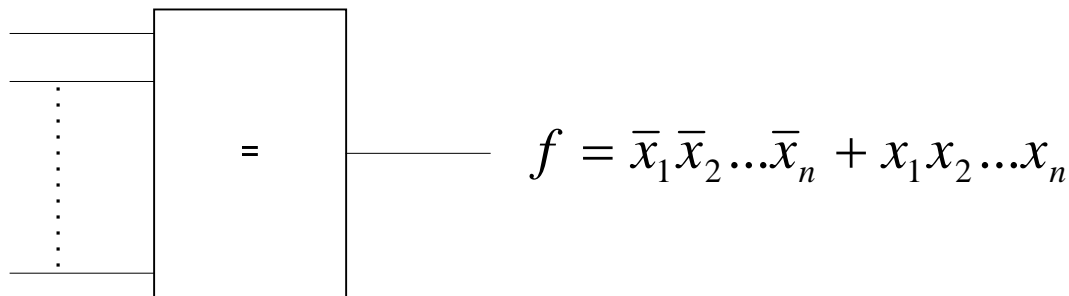 =
f = x̅₁x̅₂...x̅ₙ + x₁x₂...xₙ